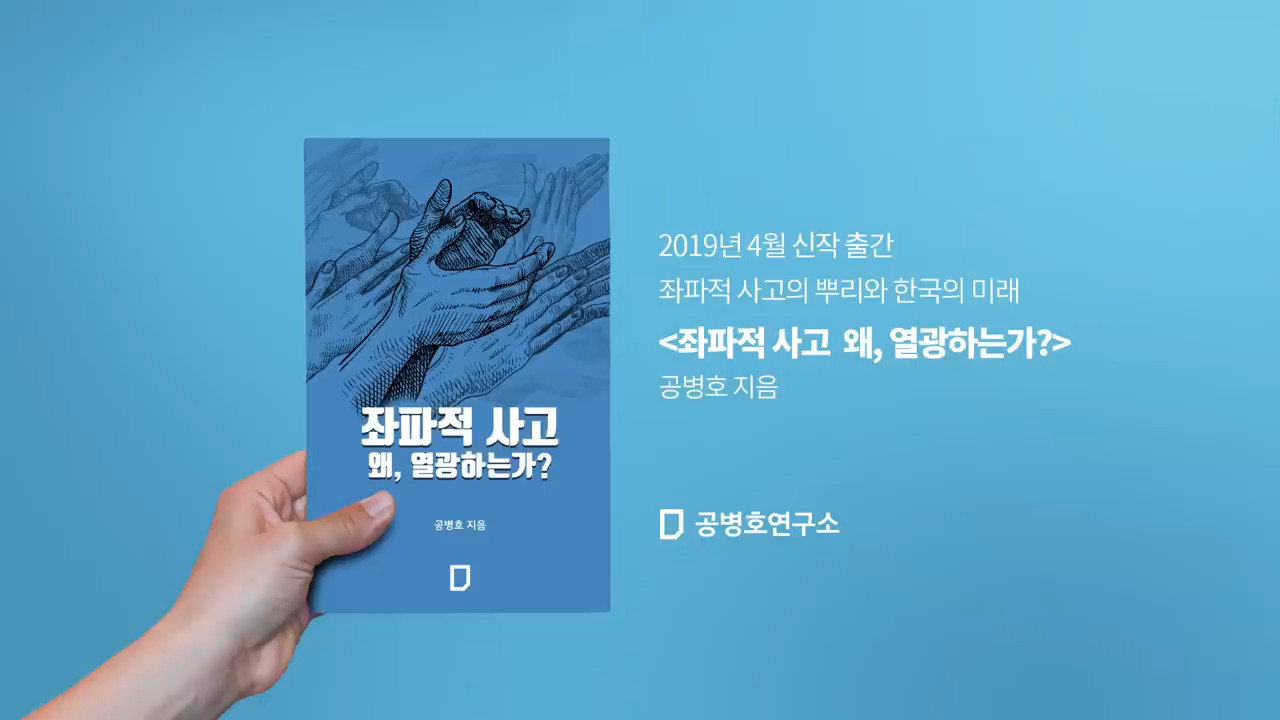 좌파적 사고
왜, 열광하는가?
공병호 지음
2019년 4월 신작 출간
좌파적 사고의 뿌리와 한국의 미래
<좌파적 사고 왜, 열광하는가?>
공병호 지음
공병호연구소